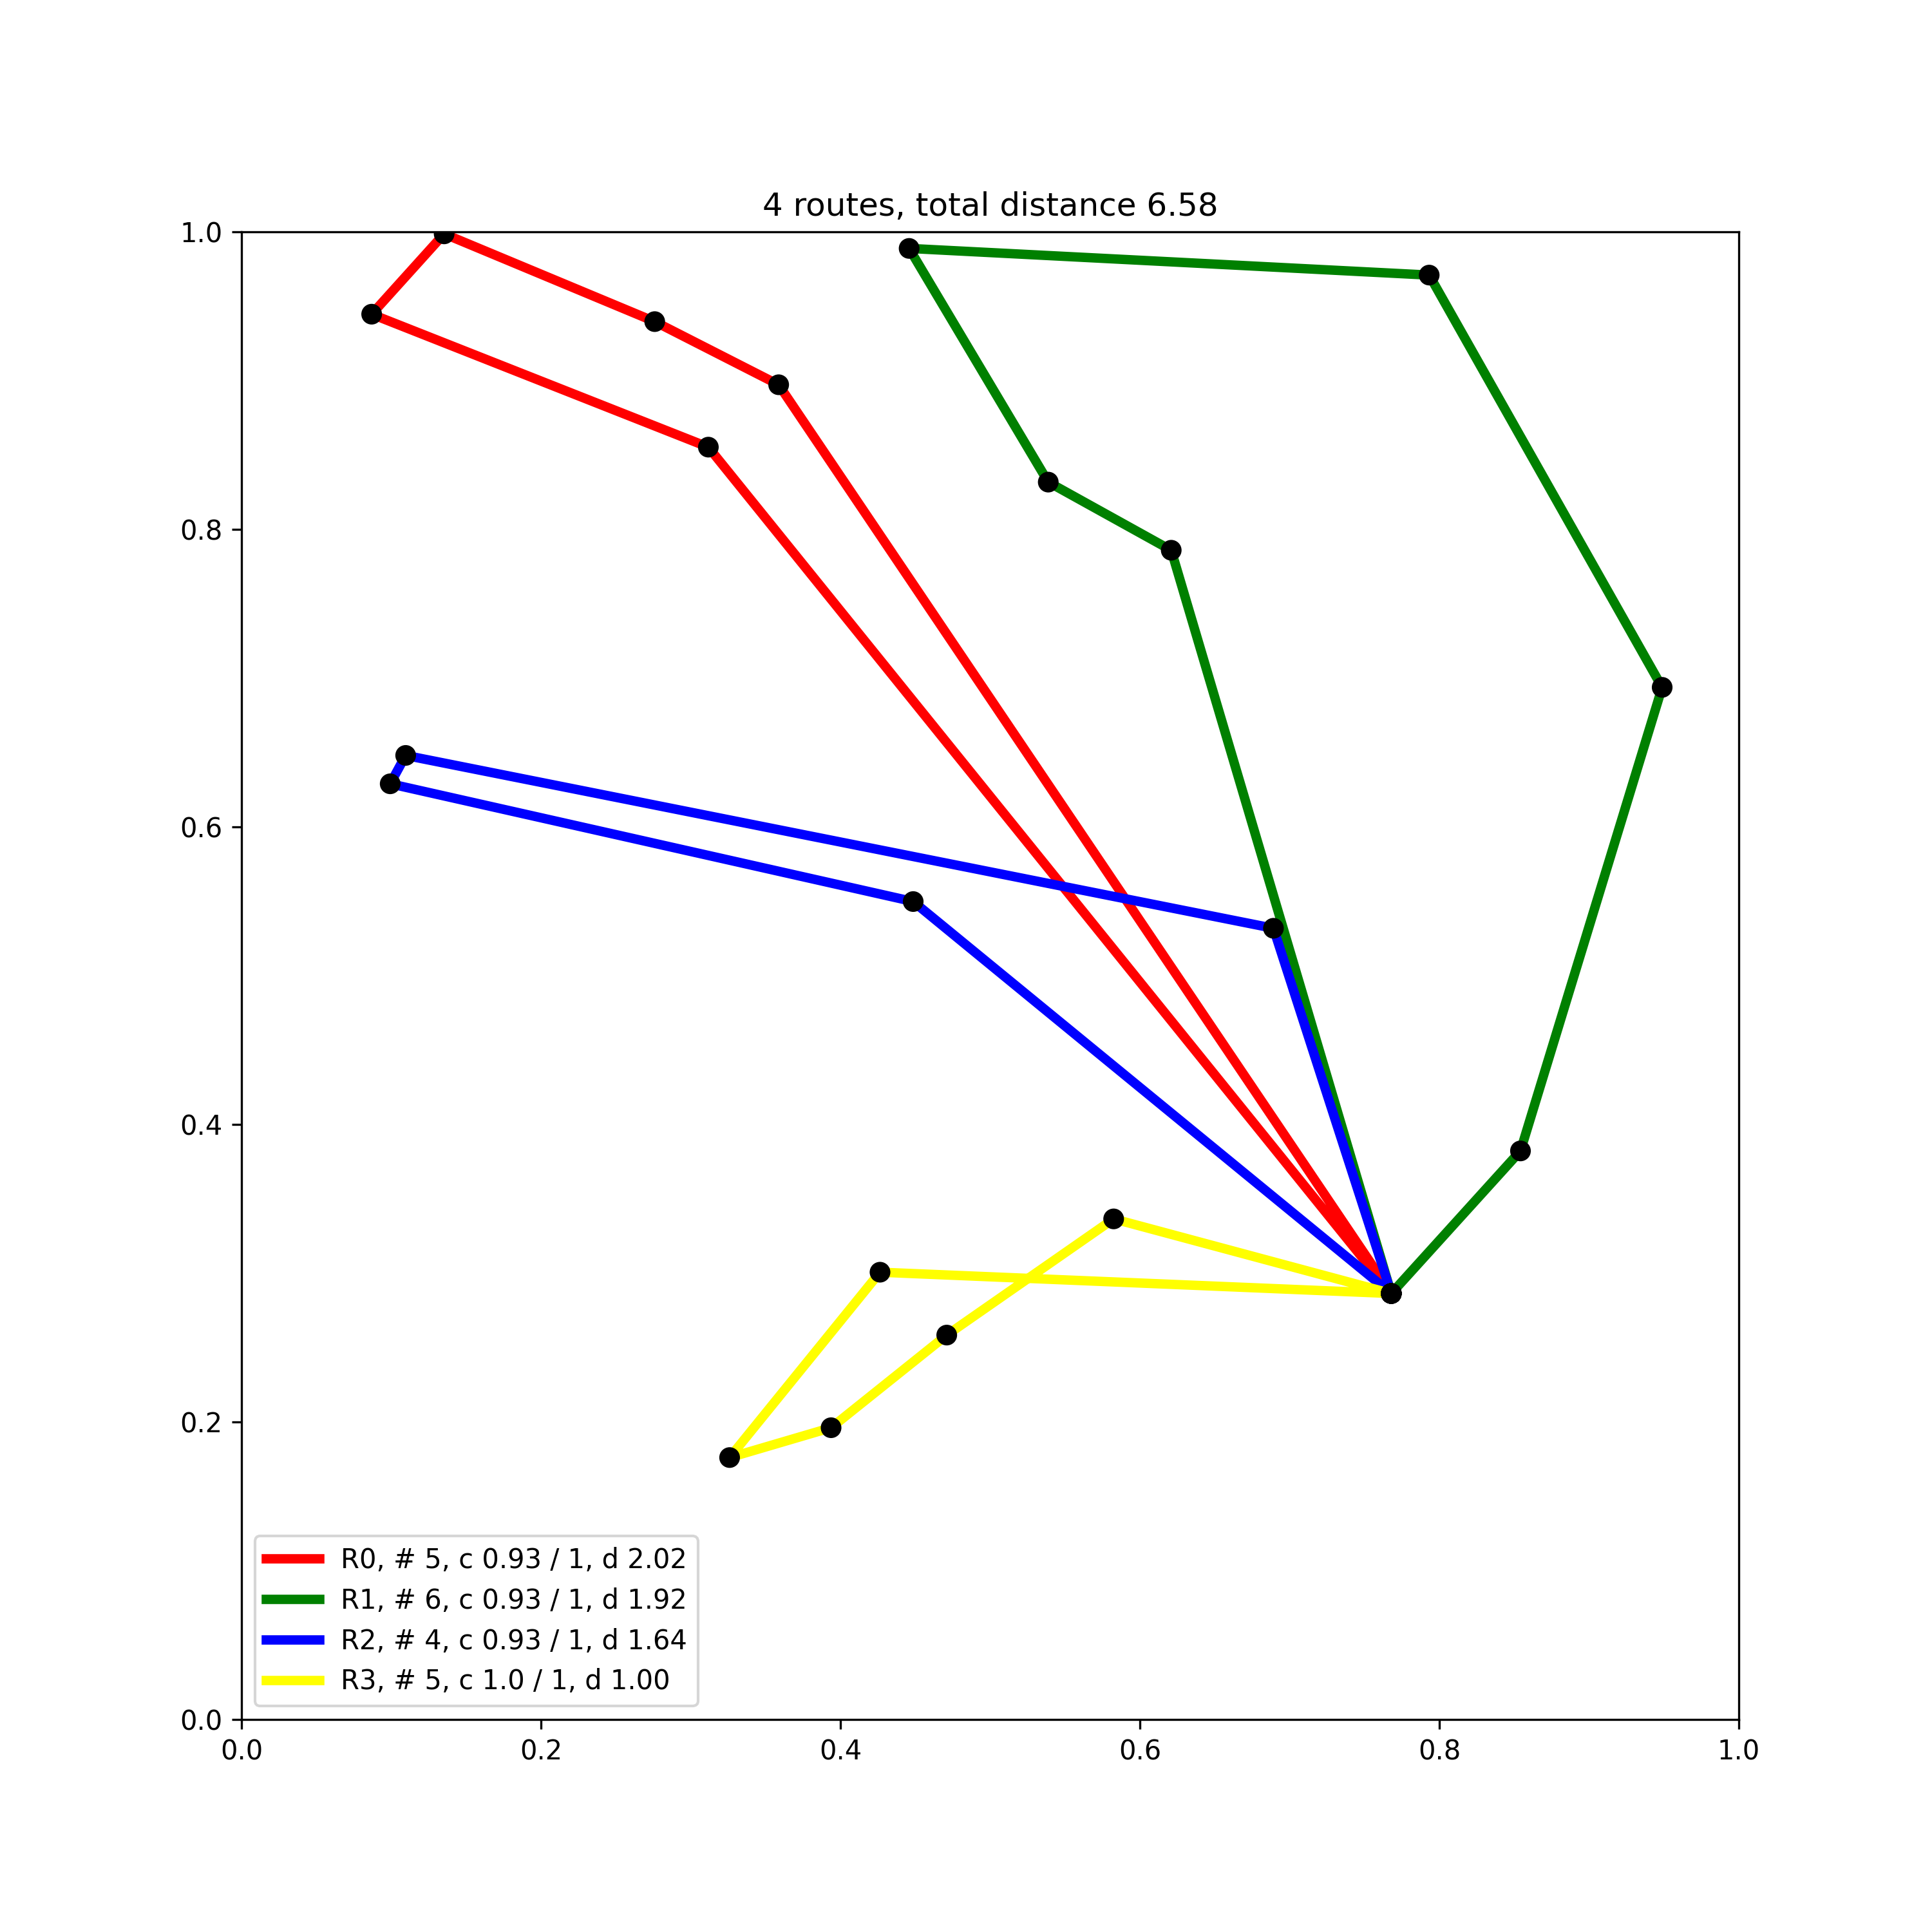 4 routes, total distance 6.58
1.0
0.8
0.6
0.4
0.2
0.0
R0, # 5, c 0.93 / 1, d 2.02
R1, # 6, c 0.93 / 1, d 1.92
R2, # 4, c 0.93 / 1, d 1.64
R3, # 5, c 1.0 / 1, d 1.00
0.0 0.2 0.4 0.6 0.8 1.0